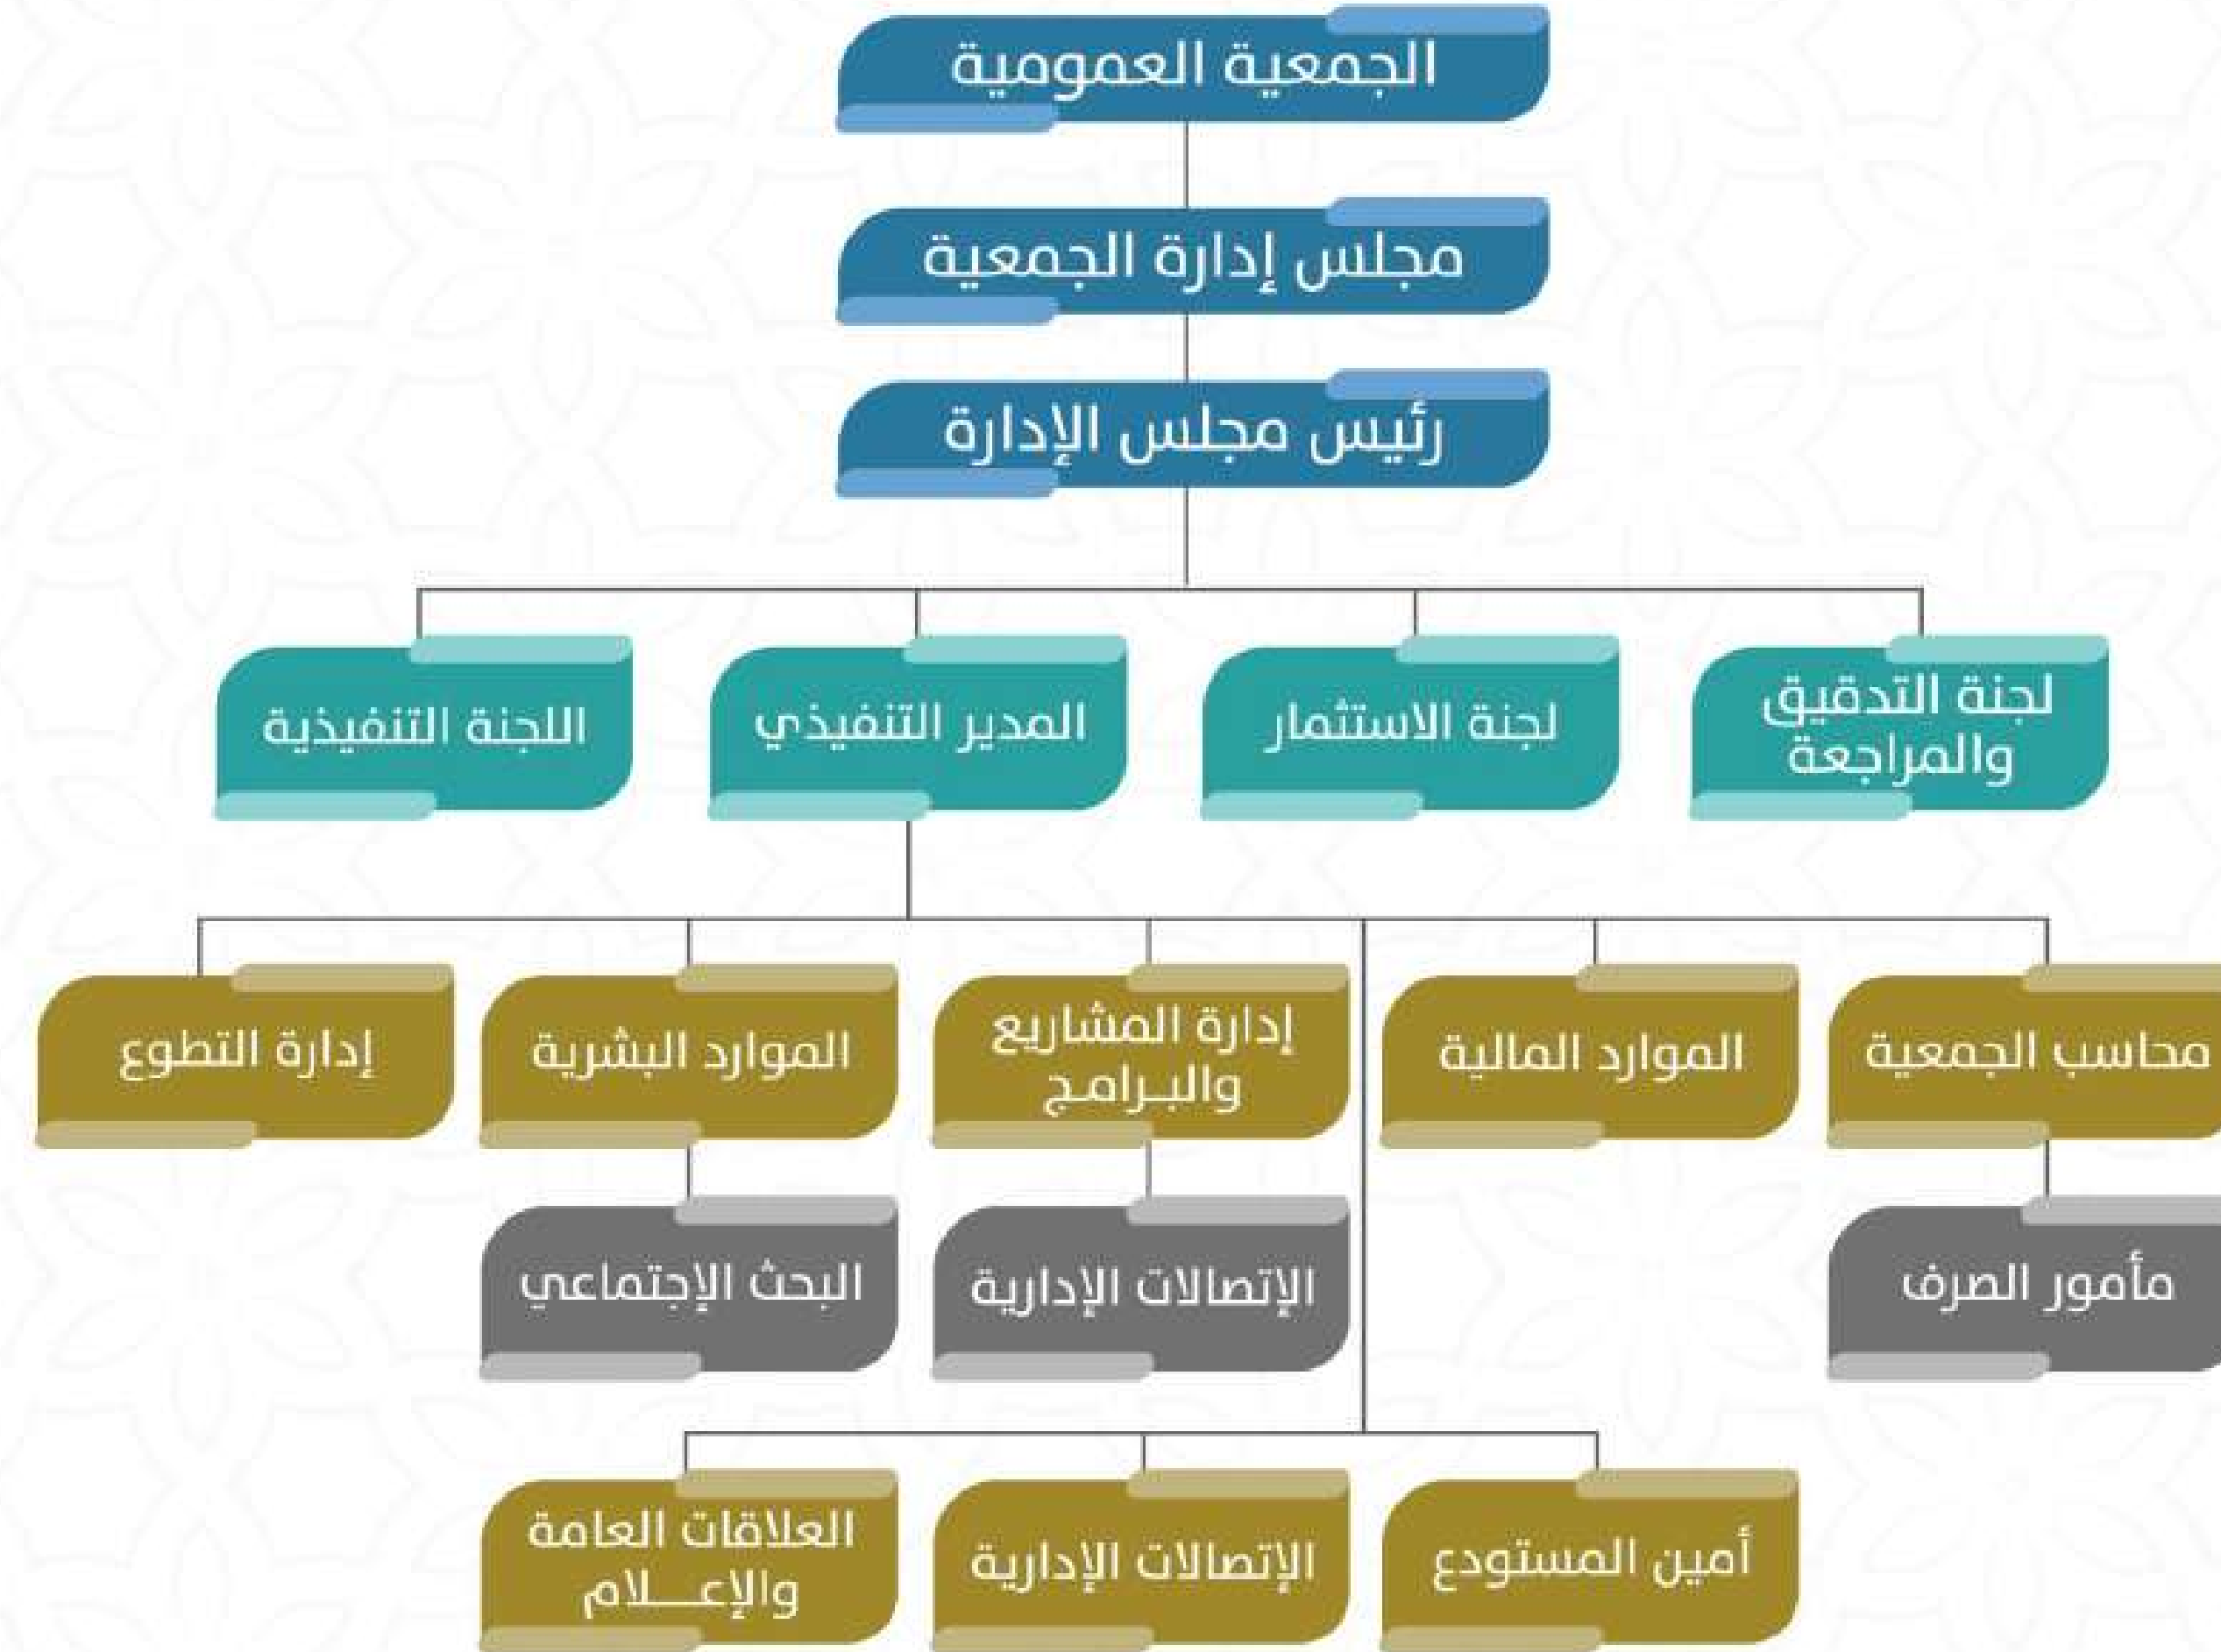 الجمعية العمومية
مجلس إدارة الجمعية
رئيس مجلس الإدارة
لجنة التدقيق
والمراجعة
لجنة الاستثمار
المدير التنفيذي
اللجنة التنفيذية
محاسب الجمعية
الموارد المالية
إدارة المشاريع
والبرامج
الموارد البشرية
إدارة التطوع
مأمور الصرف
الإتصالات الإدارية
البحث الإجتماعي
أمين المستودع
الإتصالات الإدارية
العلاقات العامة
والإعــلام